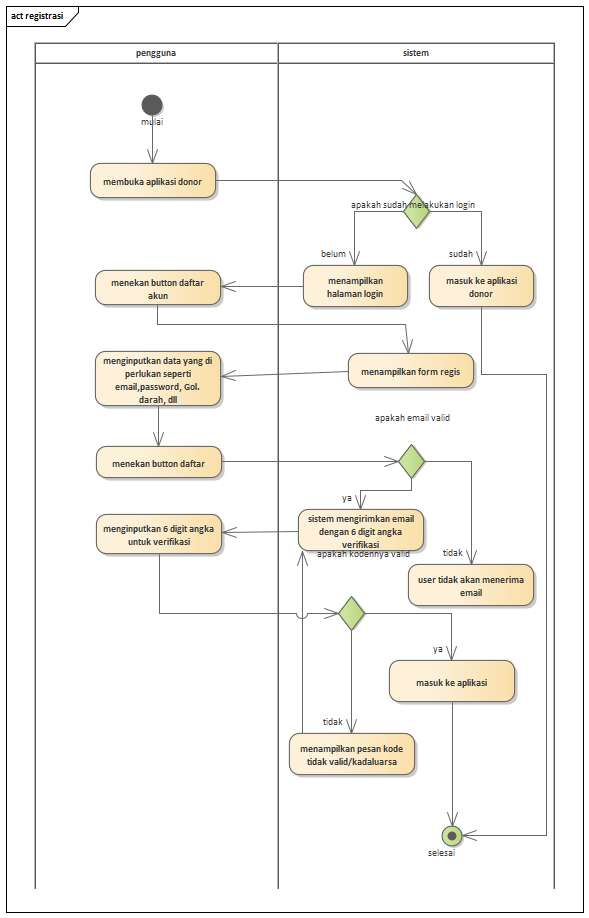 act registrasi
pengguna
sistem
mulai
membuka aplikasi donor
apakah sudah melakukan login
belum
sudah
menekan button daftar
akun
menampilkan
halaman login
masuk ke aplikasi
donor
menginputkan data yang di
perlukan seperti
email,password, Gol.
darah, dll
menampilkan form regis
apakah email valid
menekan button daftar
ya
menginputkan 6 digit angka
untuk verifikasi
sistem mengirimkan email
dengan 6 digit angka
verifikasi
apakah kodennya valid
tidak
user tidak akan menerima
email
ya
masuk ke aplikasi
tidak
menampilkan pesan kode
tidak valid/kadaluarsa
selesai